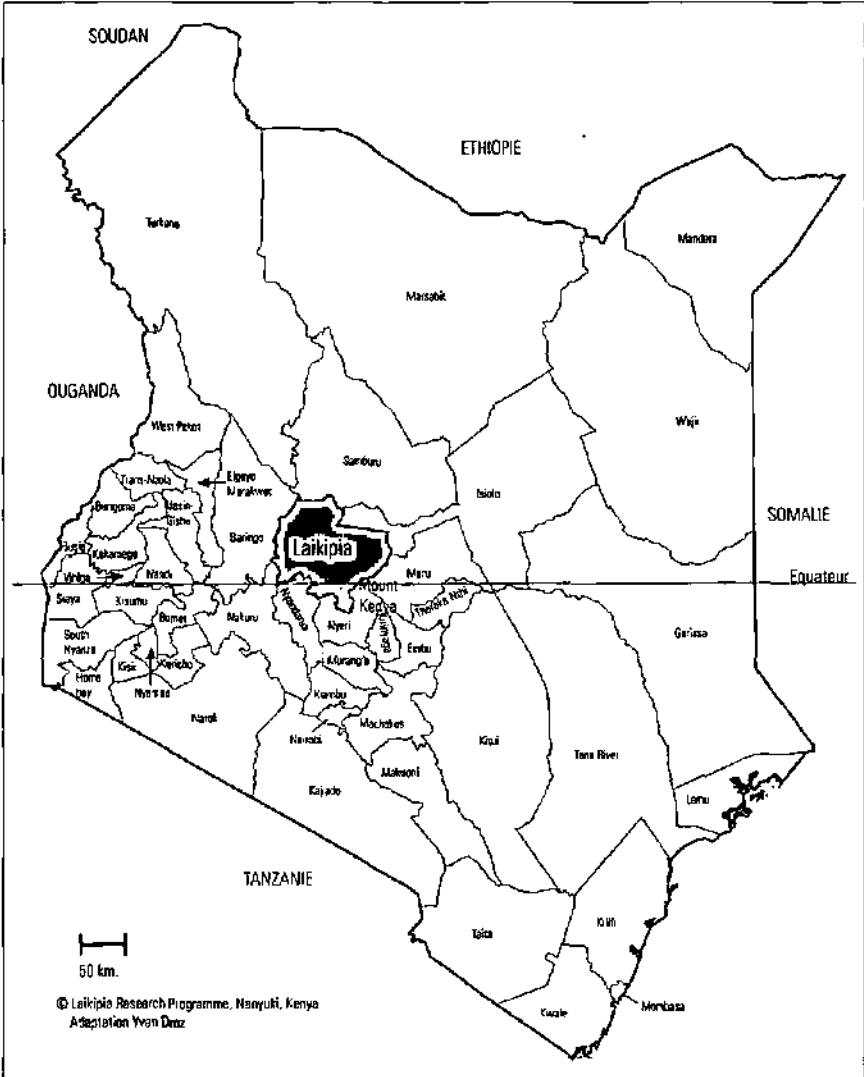 SOUDAN
ETHIOPIE
Mandera
Turkana
Marsabit
OUGANDA
Wajir
West Pokot
Samburu
Trans-Nzoia
Elgeyo
Marakwet
Isiolo
Bungoma
Uasin
Gishu
SOMALIE
Baringo
Laikipia
Busia
Kakamega
Meru
Vihiga
Nandi
Equateur
Mount
Kenya
Siaya
Kisumu
Tharaka Nithi
Nyandarua
Bomet
Nakuru
Nyeri
Garissa
South
Nyanza
Embu
Murang'a
Kisii
Kericho
Homa
bay
Nyamira
Kiambu
Narok
Machakos
Nairobi
Kitui
Tana River
Makueni
Kajiado
Lamu
TANZANIE
Kilifi
Taita
50 km.
© Laikipia Research Programme, Nanyuki, Kenya
Adaptation Yvan Droz
Kwale
Mombasa